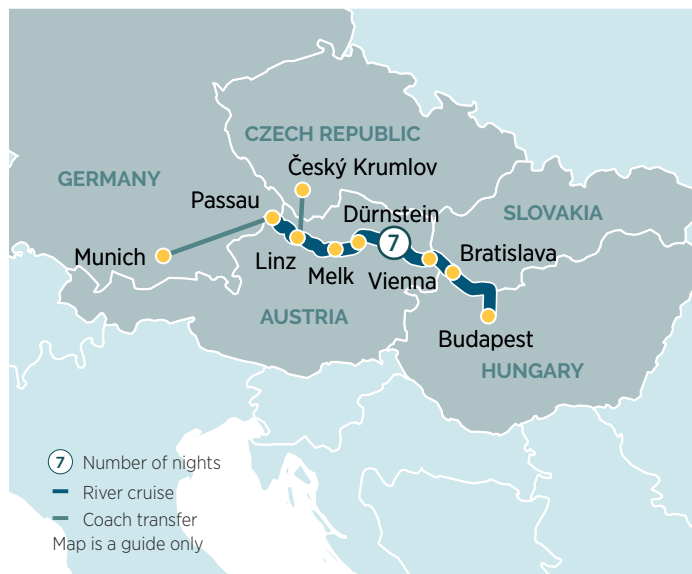 CZECH REPUBLIC
Český Krumlov
GERMANY
Passau
Dürnstein
SLOVAKIA
7
Munich
Linz
Melk
Vienna
Bratislava
AUSTRIA
Budapest
HUNGARY
7 Number of nights
River cruise
Coach transfer
Map is a guide only